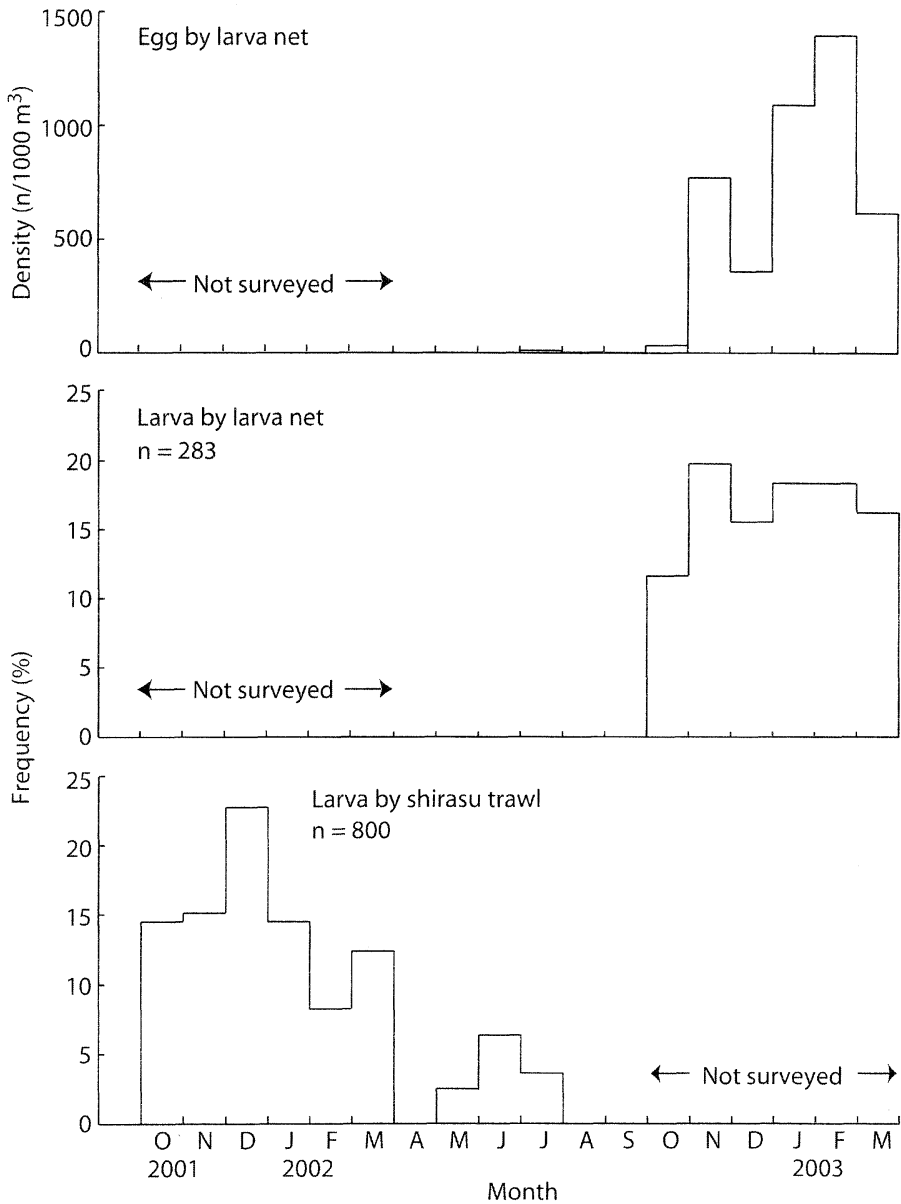 Egg by larva net
1500
1000
500
0
Density (n/1000 m³)
Not surveyed
Larva by larva net
n = 283
25
20
15
10
5
0
Not surveyed
Frequency (%)
Larva by shirasu trawl
n = 800
25
20
15
10
5
0
Not surveyed
O N D J F M A M J J A S O N D J F M
2001 2002 2003
Month